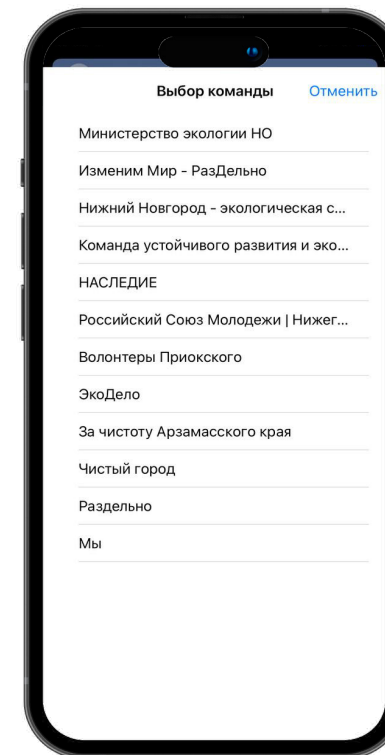 Выбор команды Отменить
Министерство экологии НО
Изменим Мир - РазДельно
Нижний Новгород - экологическая с...
Команда устойчивого развития и эко...
НАСЛЕДИЕ
Российский Союз Молодежи | Нижег...
Волонтеры Приокского
ЭкоДело
За чистоту Арзамасского края
Чистый город
Раздельно
Мы